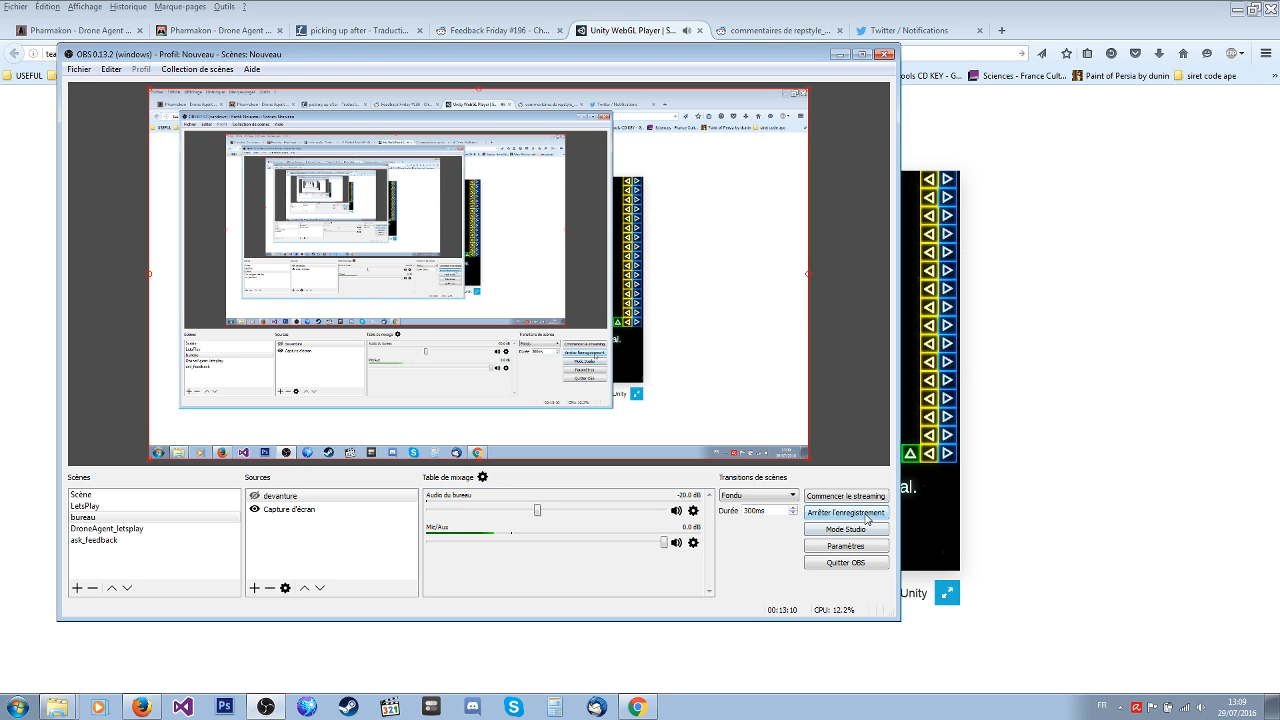 Fichier Édition Affichage Historique Marque-pages Outils ?
Pharmakon - Drone Agent ... Pharmakon - Drone Agent ... picking up after - Traducti... Feedback Friday #196 - Ch... Unity WebGL Player | S... commentaires de repstyle_... Twitter / Notifications
OBS 0.13.2 (windows) - Profil: Nouveau - Scènes: Nouveau
Fichier Editer Profil Collection de scènes Aide
USEFUL
ols CD KEY - G... Sciences - France Cult... Paint of Persia by dunin siret code ape
al.
Unity
Scènes
Scène
LetsPlay
bureau
DroneAgent_letsplay
ask_feedback
Sources
devanture
Capture d'écran
Table de mixage
Audio du bureau -20.0 dB
Mic/Aux 0.0 dB
Transitions de scènes
Fondu
Durée 300ms
Commencer le streaming
Arrêter l'enregistrement
Mode Studio
Paramètres
Quitter OBS
00:13:10 CPU: 12.2%
321
FR
13:09
29/07/2016